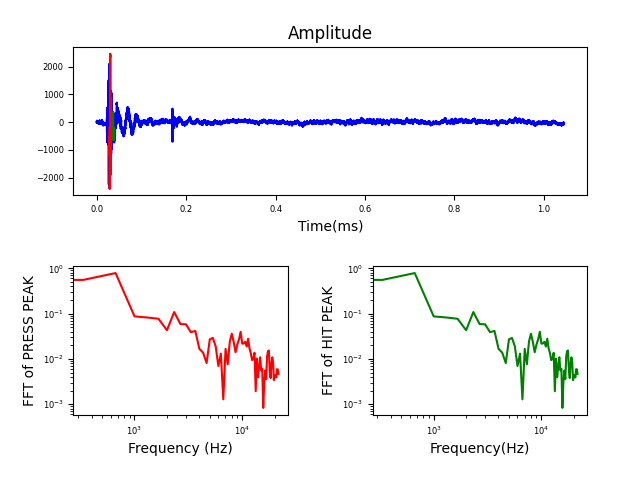 Amplitude
2000
1000
0
−1000
−2000
0.0 0.2 0.4 0.6 0.8 1.0
Time(ms)
FFT of PRESS PEAK
10⁰
10⁻¹
10⁻²
10⁻³
10³ 10⁴
Frequency (Hz)
FFT of HIT PEAK
10⁰
10⁻¹
10⁻²
10⁻³
10³ 10⁴
Frequency(Hz)